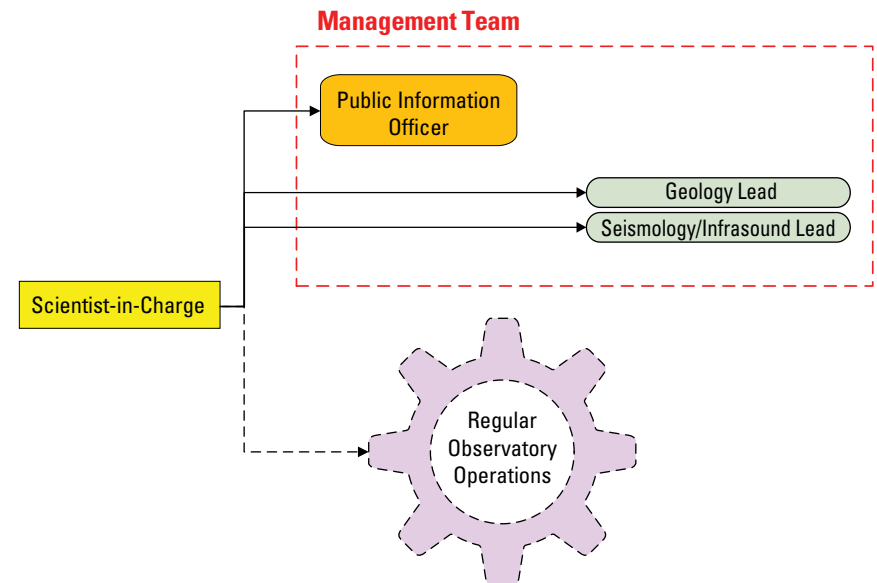 Management Team
Public Information
Officer
Geology Lead
Seismology/Infrasound Lead
Scientist-in-Charge
Regular
Observatory
Operations